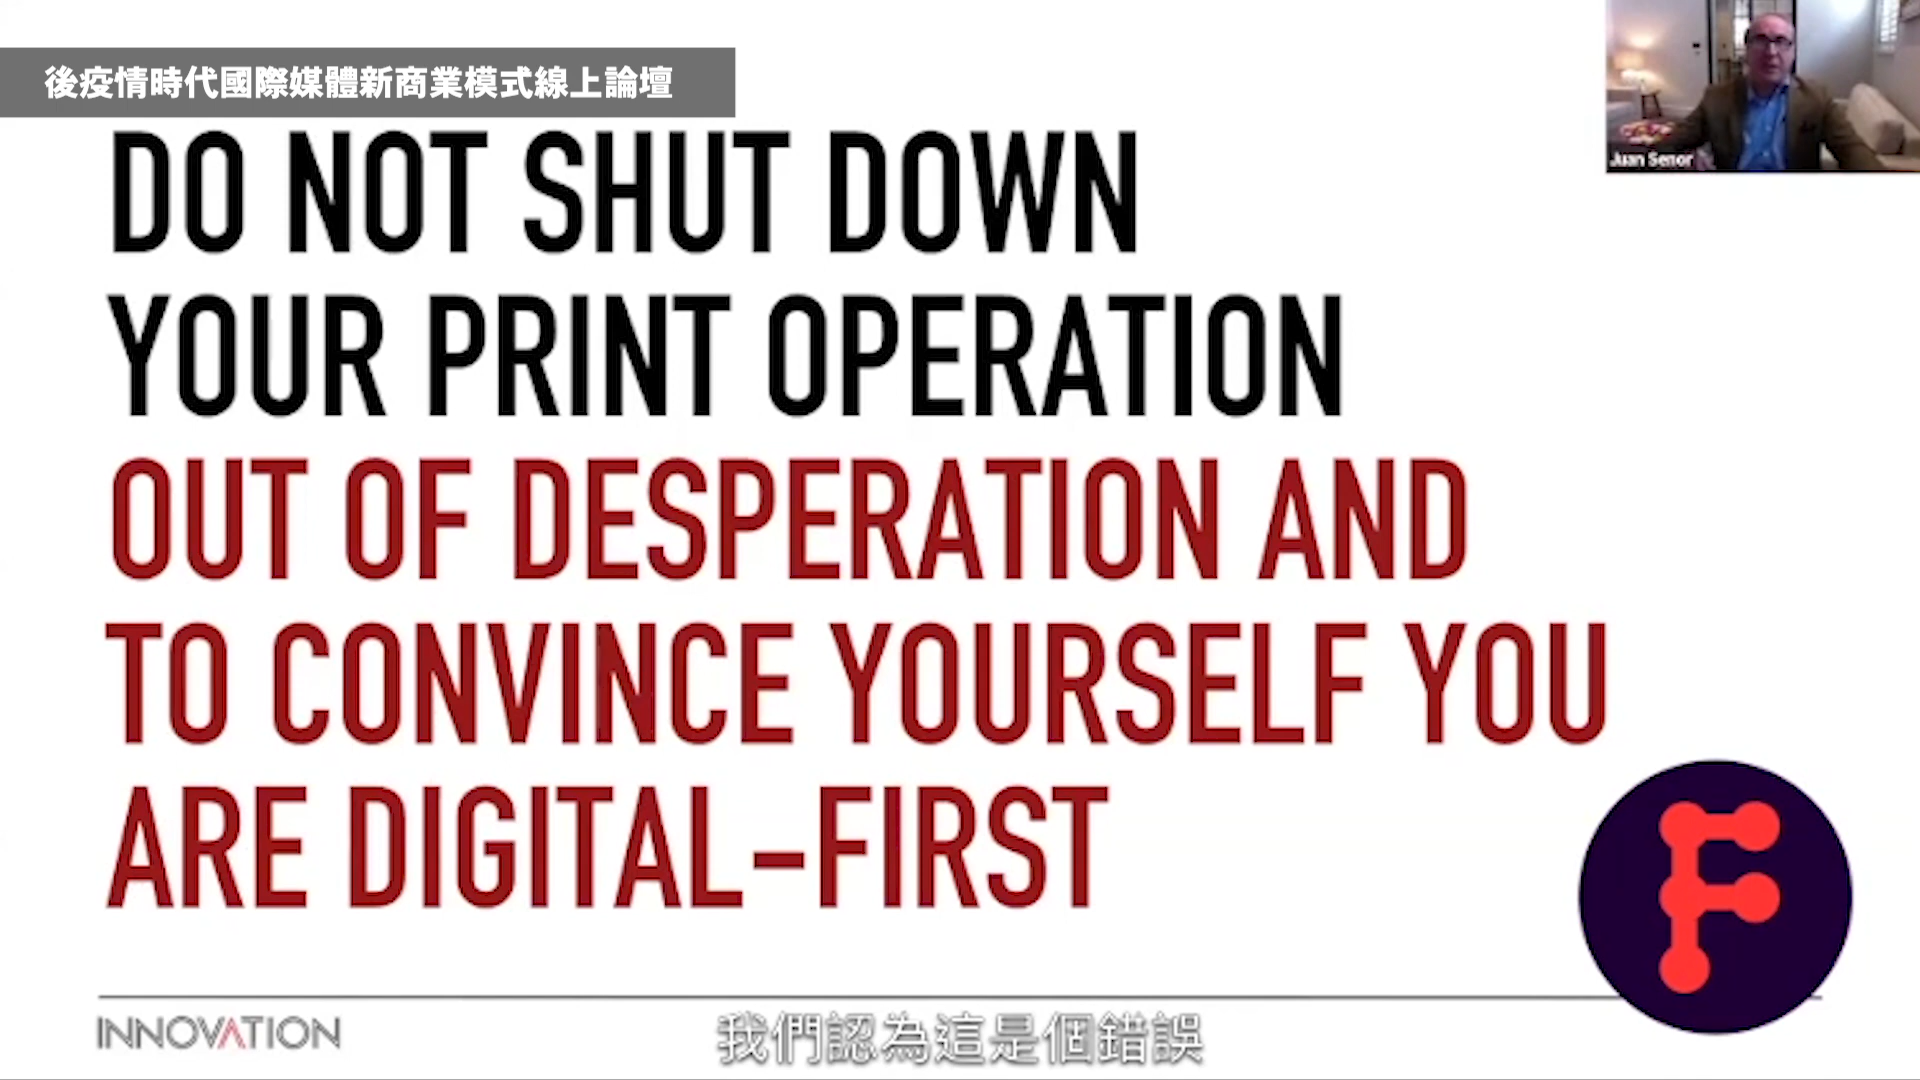 後疫情時代國際媒體新商業模式線上論壇
Juan Senor
DO NOT SHUT DOWN
YOUR PRINT OPERATION
OUT OF DESPERATION AND
TO CONVINCE YOURSELF YOU
ARE DIGITAL-FIRST
INNOVATION
我們認為這是個錯誤